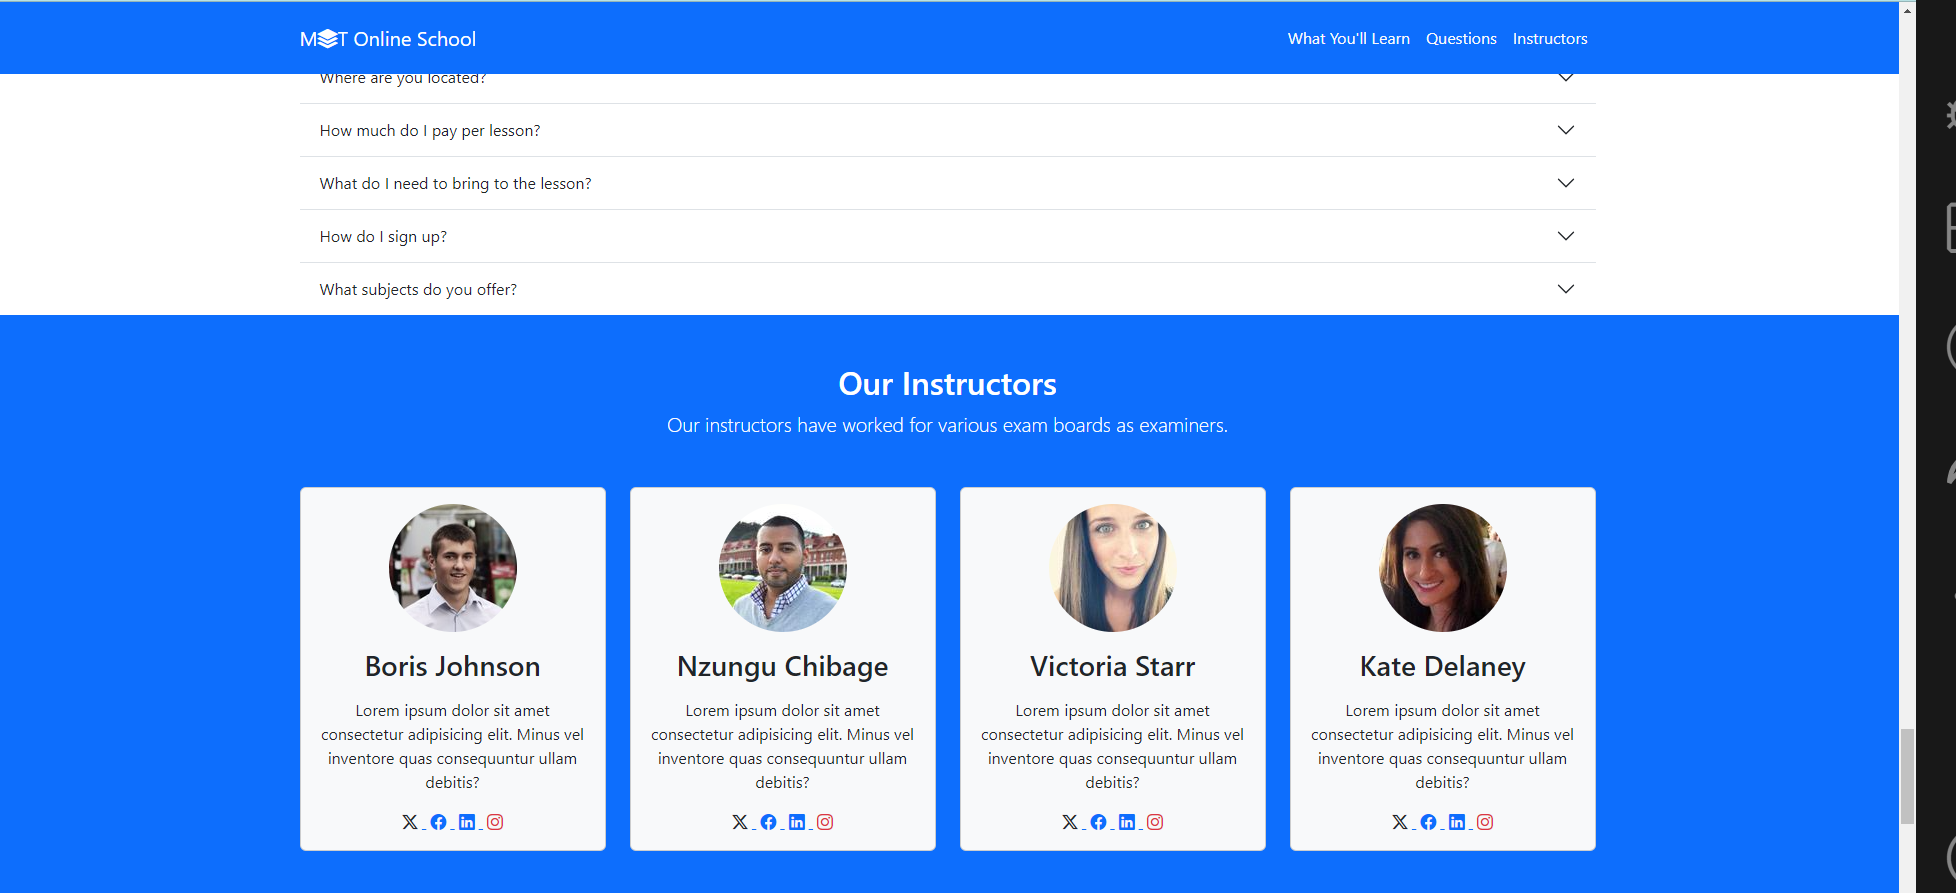 MT Online School
What You'll Learn Questions Instructors
Where are you located?
How much do I pay per lesson?
What do I need to bring to the lesson?
How do I sign up?
What subjects do you offer?
Our Instructors
Our instructors have worked for various exam boards as examiners.
Boris Johnson
Lorem ipsum dolor sit amet
consectetur adipisicing elit. Minus vel
inventore quas consequuntur ullam
debitis?
Nzungu Chibage
Lorem ipsum dolor sit amet
consectetur adipisicing elit. Minus vel
inventore quas consequuntur ullam
debitis?
Victoria Starr
Lorem ipsum dolor sit amet
consectetur adipisicing elit. Minus vel
inventore quas consequuntur ullam
debitis?
Kate Delaney
Lorem ipsum dolor sit amet
consectetur adipisicing elit. Minus vel
inventore quas consequuntur ullam
debitis?